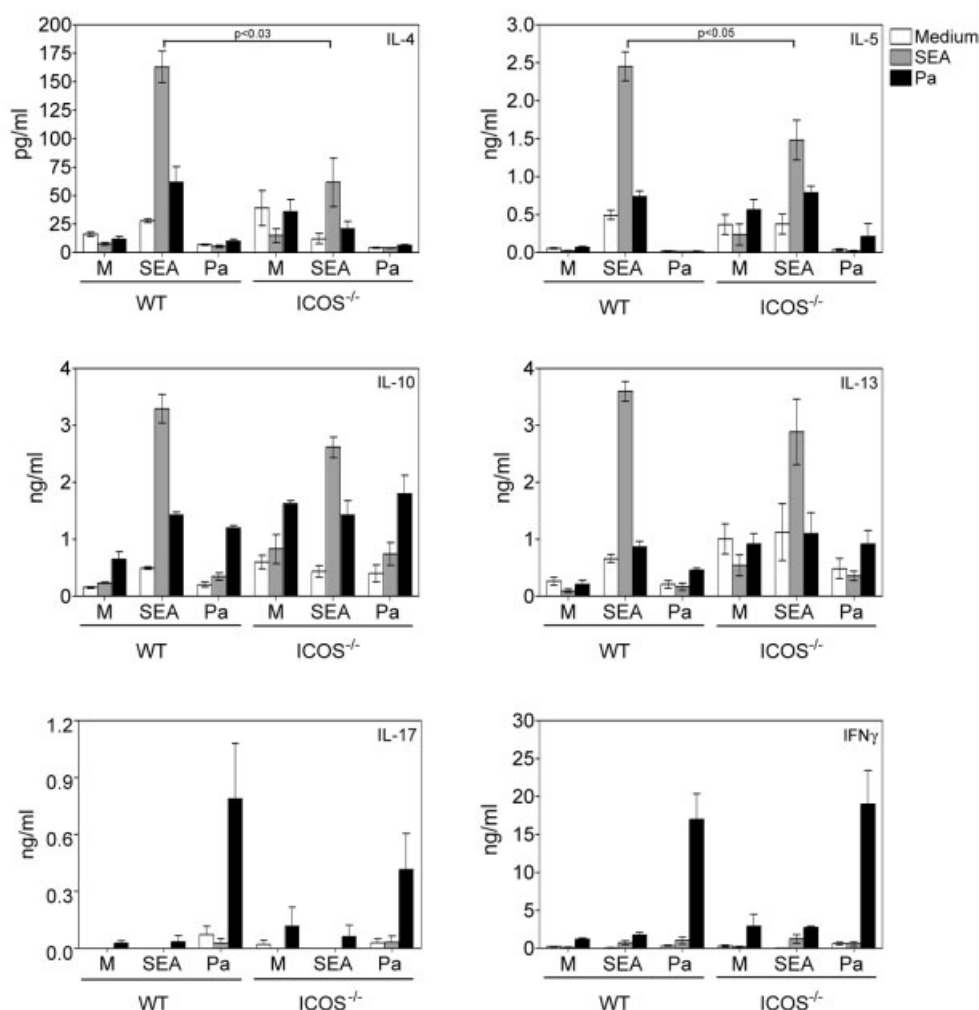 200
175
150
125
100
75
50
25
0
pg/ml
p<0.03
IL-4
M SEA Pa M SEA Pa
WT ICOS⁻/⁻
3.0
2.5
2.0
1.5
1.0
0.5
0.0
ng/ml
p<0.05
IL-5
M SEA Pa M SEA Pa
WT ICOS⁻/⁻
Medium
SEA
Pa
4
3
2
1
0
ng/ml
IL-10
M SEA Pa M SEA Pa
WT ICOS⁻/⁻
4
3
2
1
0
ng/ml
IL-13
M SEA Pa M SEA Pa
WT ICOS⁻/⁻
1.2
0.9
0.6
0.3
0.0
ng/ml
IL-17
M SEA Pa M SEA Pa
WT ICOS⁻/⁻
30
25
20
15
10
5
0
ng/ml
IFNγ
M SEA Pa M SEA Pa
WT ICOS⁻/⁻